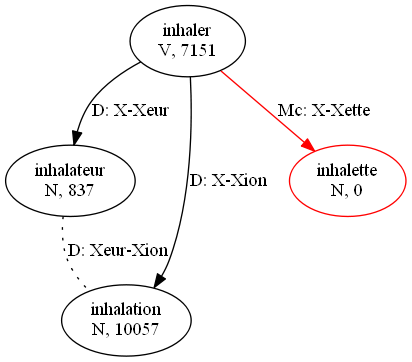 inhaler
V, 7151
D: X-Xeur
Mc: X-Xette
inhalateur
N, 837
D: X-Xion
inhalette
N, 0
D: Xeur-Xion
inhalation
N, 10057